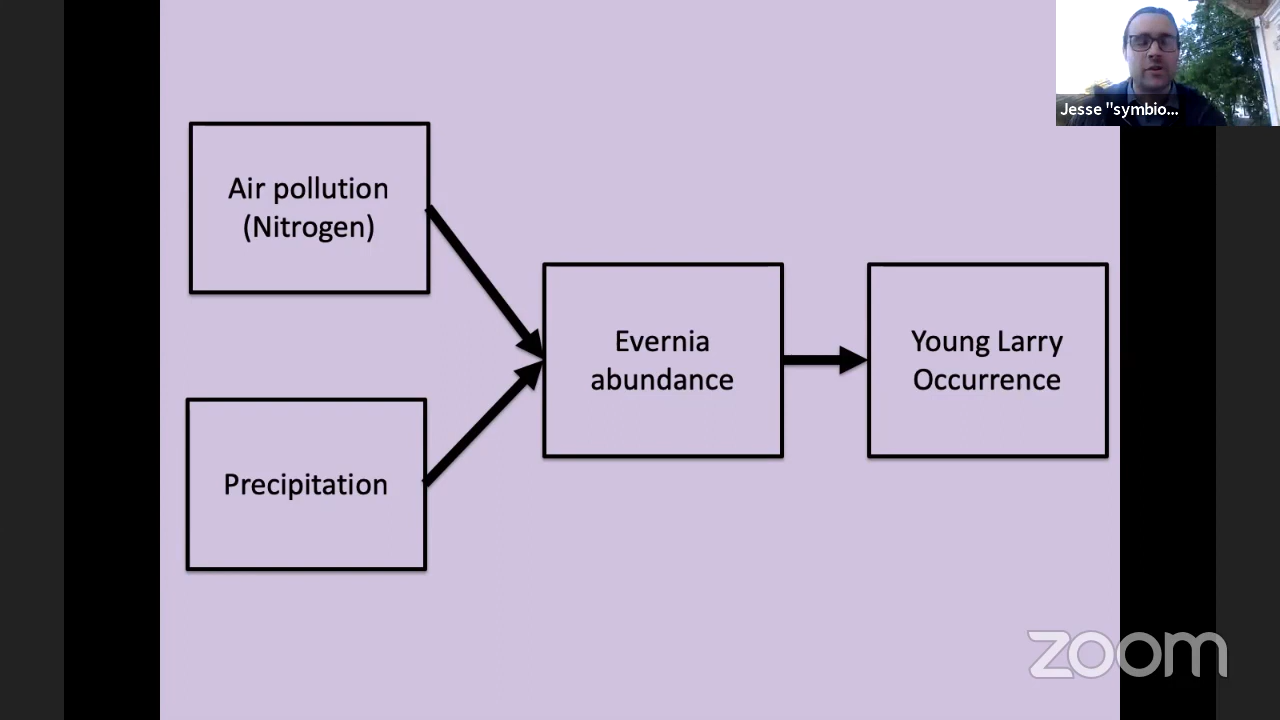 Jesse "symbio...
Air pollution
(Nitrogen)
Evernia
abundance
Young Larry
Occurrence
Precipitation
zoom